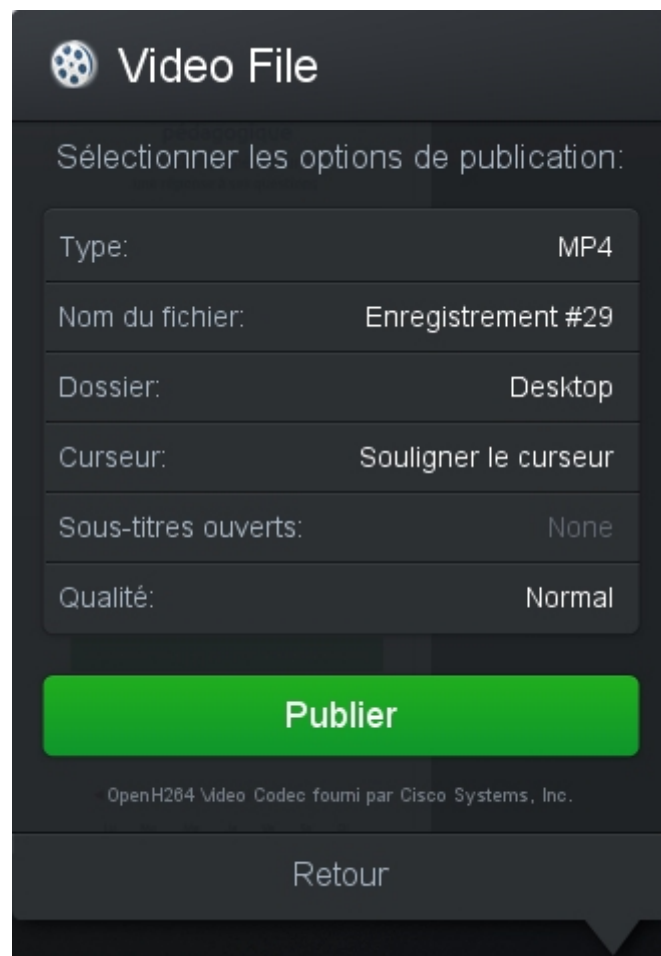 Video File
pédagogique
Sélectionner les options de publication:
Type: MP4
Nom du fichier: Enregistrement #29
Dossier: Desktop
Curseur: Souligner le curseur
Sous-titres ouverts: None
Qualité: Normal
Publier
OpenH264 Video Codec fourni par Cisco Systems, Inc.
Retour